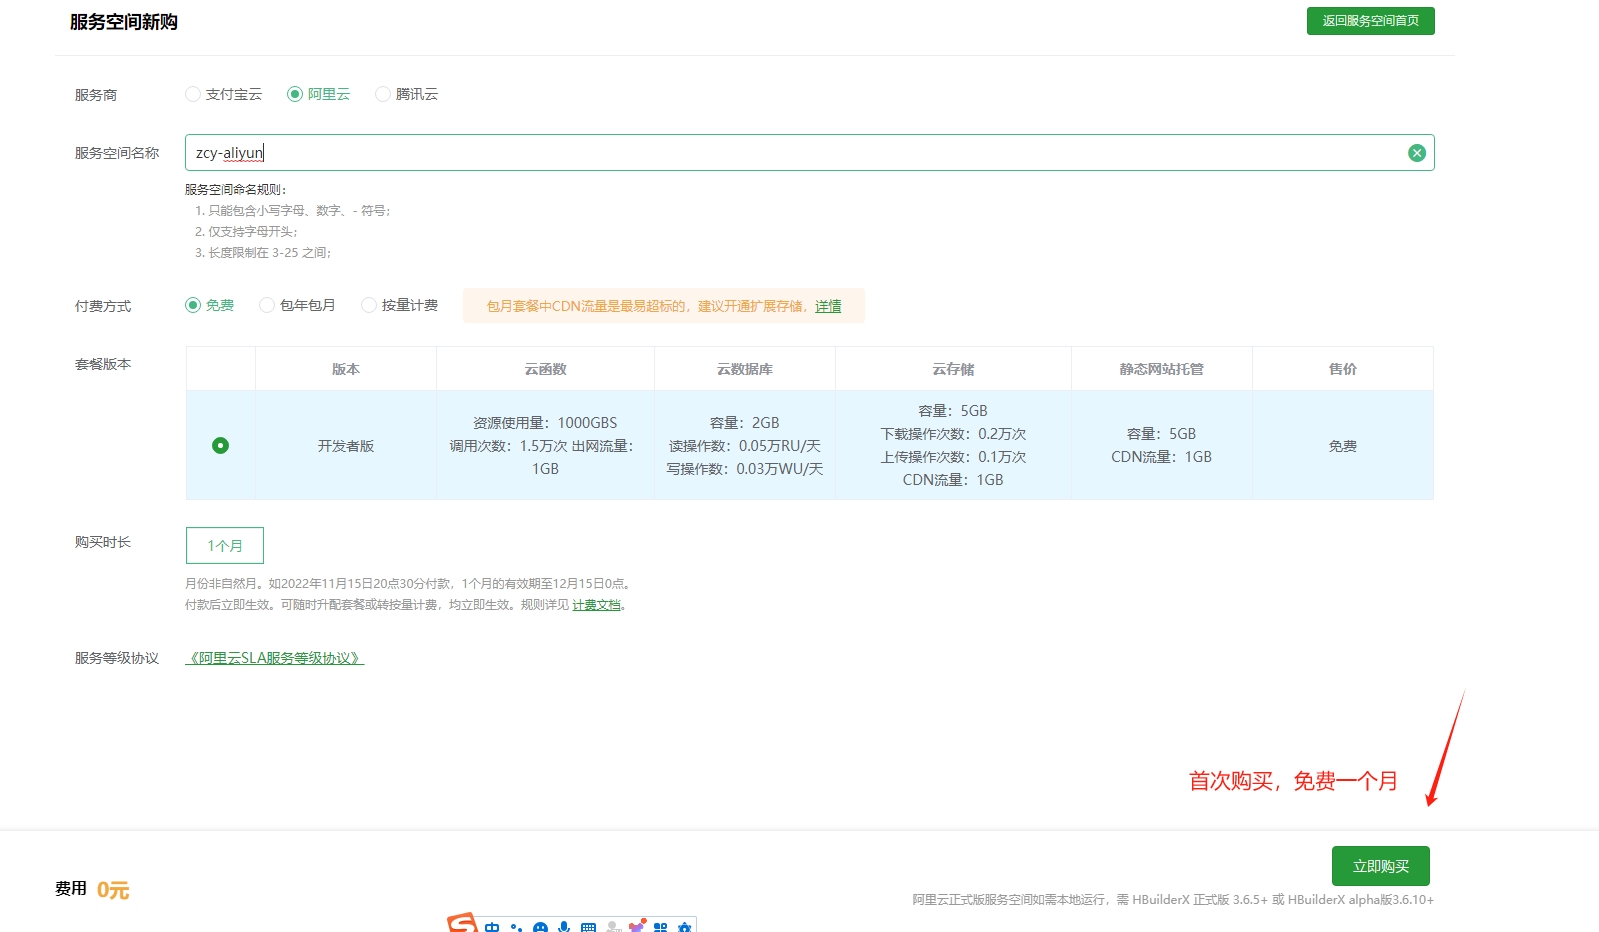 服务空间新购
返回服务空间首页
服务商
支付宝云 阿里云 腾讯云
服务空间名称
zcy-aliyun
服务空间命名规则：
1. 只能包含小写字母、数字、- 符号；
2. 仅支持字母开头；
3. 长度限制在 3-25 之间；
付费方式
免费 包年包月 按量计费
包月套餐中CDN流量是最易超标的，建议开通扩展存储，详情
套餐版本
版本 云函数 云数据库 云存储 静态网站托管 售价
开发者版
资源使用量：1000GBS
调用次数：1.5万次 出网流量：
1GB
容量：2GB
读操作数：0.05万RU/天
写操作数：0.03万WU/天
容量：5GB
下载操作次数：0.2万次
上传操作次数：0.1万次
CDN流量：1GB
容量：5GB
CDN流量：1GB
免费
购买时长
1个月
月份非自然月。如2022年11月15日20点30分付款，1个月的有效期至12月15日0点。
付款后立即生效。可随时升配套餐或转按量计费，均立即生效。规则详见 计费文档。
服务等级协议
《阿里云SLA服务等级协议》
首次购买，免费一个月
费用 0元
立即购买
阿里云正式版服务空间如需本地运行，需 HBuilderX 正式版 3.6.5+ 或 HBuilderX alpha版3.6.10+
中